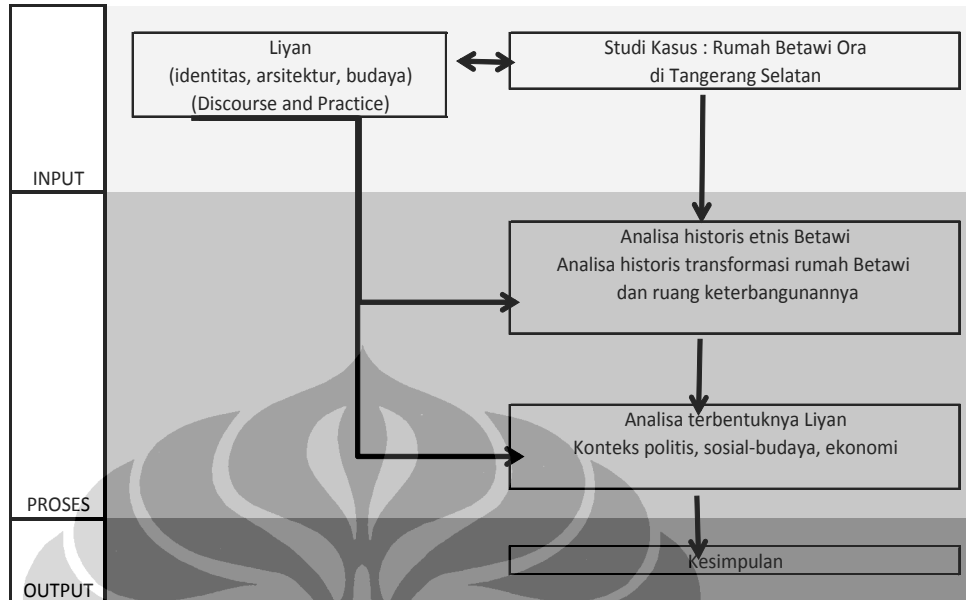 Liyan
(identitas, arsitektur, budaya)
(Discourse and Practice)
Studi Kasus : Rumah Betawi Ora
di Tangerang Selatan
INPUT
Analisa historis etnis Betawi
Analisa historis transformasi rumah Betawi
dan ruang keterbangunannya
Analisa terbentuknya Liyan
Konteks politis, sosial-budaya, ekonomi
PROSES
Kesimpulan
OUTPUT